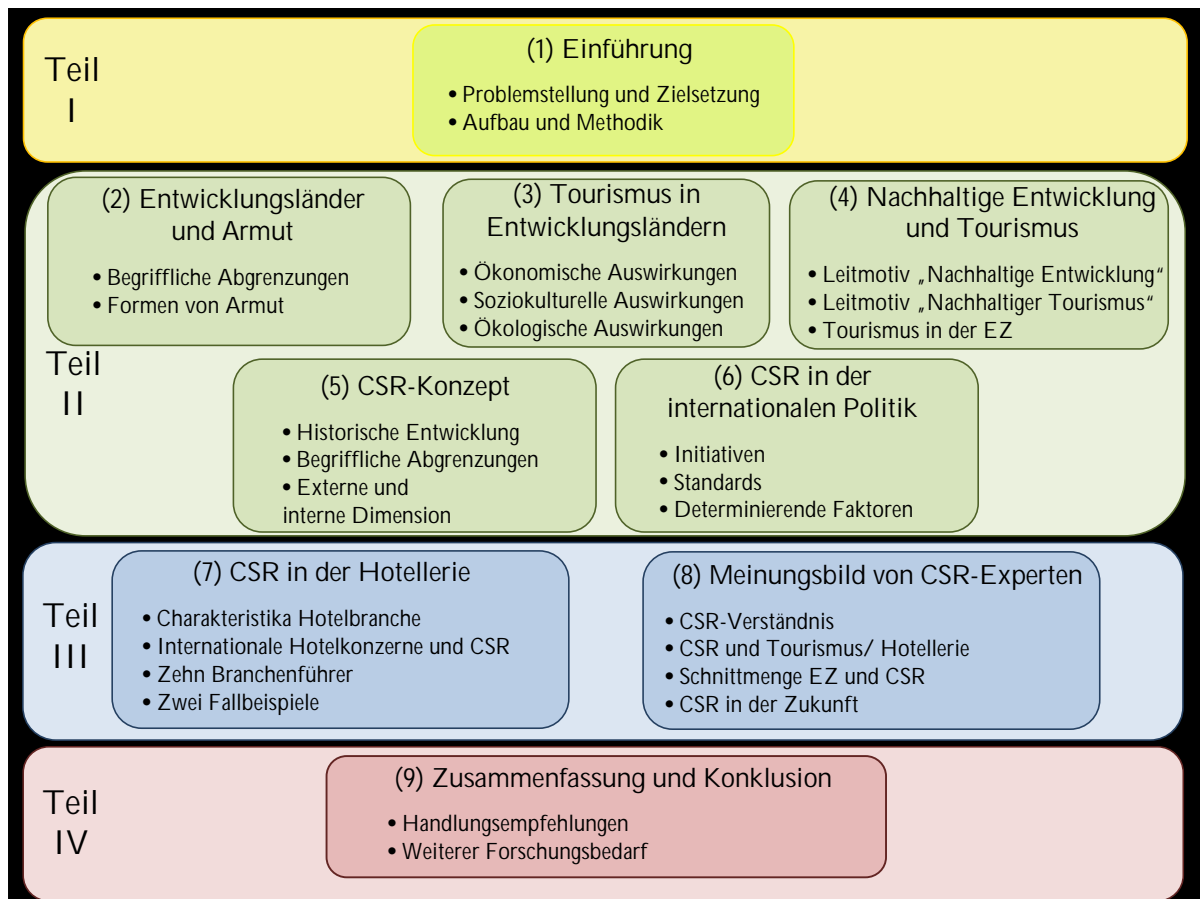 Teil
I
(1) Einführung
• Problemstellung und Zielsetzung
• Aufbau und Methodik
Teil
II
(2) Entwicklungsländer
und Armut
• Begriffliche Abgrenzungen
• Formen von Armut
(3) Tourismus in
Entwicklungsländern
• Ökonomische Auswirkungen
• Soziokulturelle Auswirkungen
• Ökologische Auswirkungen
(4) Nachhaltige Entwicklung
und Tourismus
• Leitmotiv „Nachhaltige Entwicklung“
• Leitmotiv „Nachhaltiger Tourismus“
• Tourismus in der EZ
(5) CSR-Konzept
• Historische Entwicklung
• Begriffliche Abgrenzungen
• Externe und
interne Dimension
(6) CSR in der
internationalen Politik
• Initiativen
• Standards
• Determinierende Faktoren
Teil
III
(7) CSR in der Hotellerie
• Charakteristika Hotelbranche
• Internationale Hotelkonzerne und CSR
• Zehn Branchenführer
• Zwei Fallbeispiele
(8) Meinungsbild von CSR-Experten
• CSR-Verständnis
• CSR und Tourismus/ Hotellerie
• Schnittmenge EZ und CSR
• CSR in der Zukunft
Teil
IV
(9) Zusammenfassung und Konklusion
• Handlungsempfehlungen
• Weiterer Forschungsbedarf